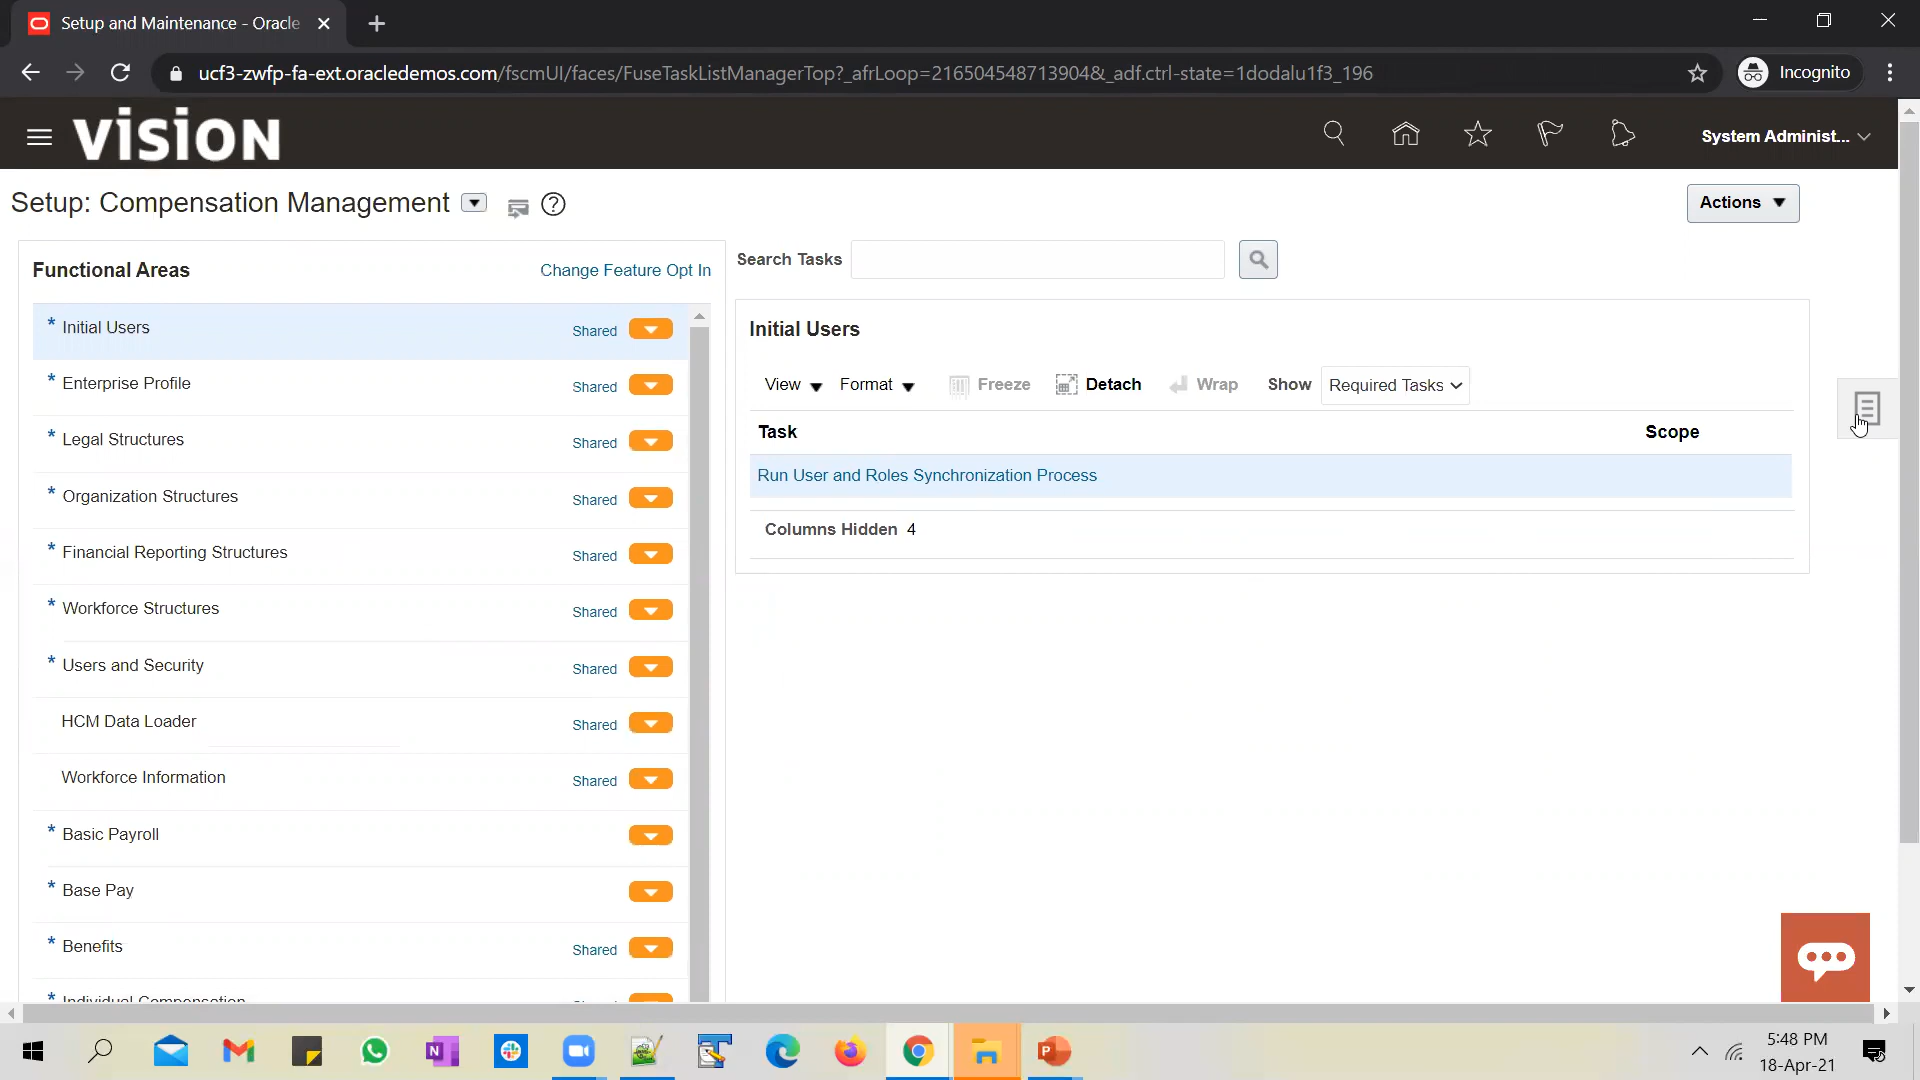 Setup and Maintenance - Oracle
ucf3-zwfp-fa-ext.oracledemos.com/fscmUI/faces/FuseTaskListManagerTop?_afrLoop=216504548713904&_adf.ctrl-state=1dodalu1f3_196
Incognito
VISION
System Administ...
Setup: Compensation Management
Actions
Functional Areas
Change Feature Opt In
Search Tasks
* Initial Users Shared
* Enterprise Profile Shared
* Legal Structures Shared
* Organization Structures Shared
* Financial Reporting Structures Shared
* Workforce Structures Shared
* Users and Security Shared
HCM Data Loader Shared
Workforce Information Shared
* Basic Payroll
* Base Pay
* Benefits Shared
* Individual Compensation
Initial Users
View Format Freeze Detach Wrap Show Required Tasks
Task Scope
Run User and Roles Synchronization Process
Columns Hidden 4
5:48 PM
18-Apr-21